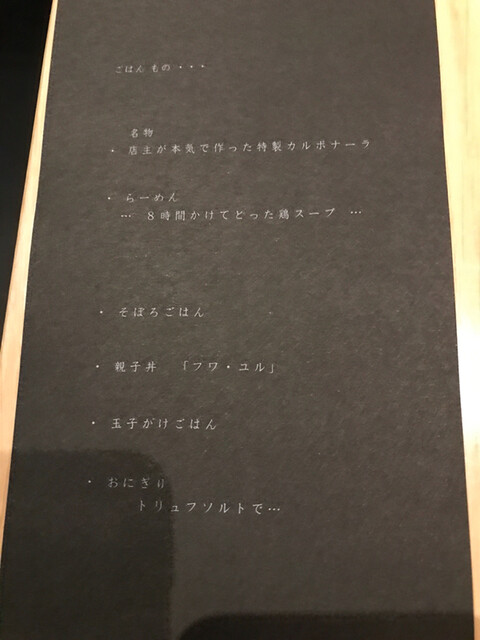 ごはん もの・・・
名物
・ 店主が本気で作った特製カルボナーラ
・ らーめん
… 8時間かけてとった鶏スープ …
・ そぼろごはん
・ 親子丼 「フワ・ユル」
・ 玉子がけごはん
・ おにぎり
トリュフソルトで…